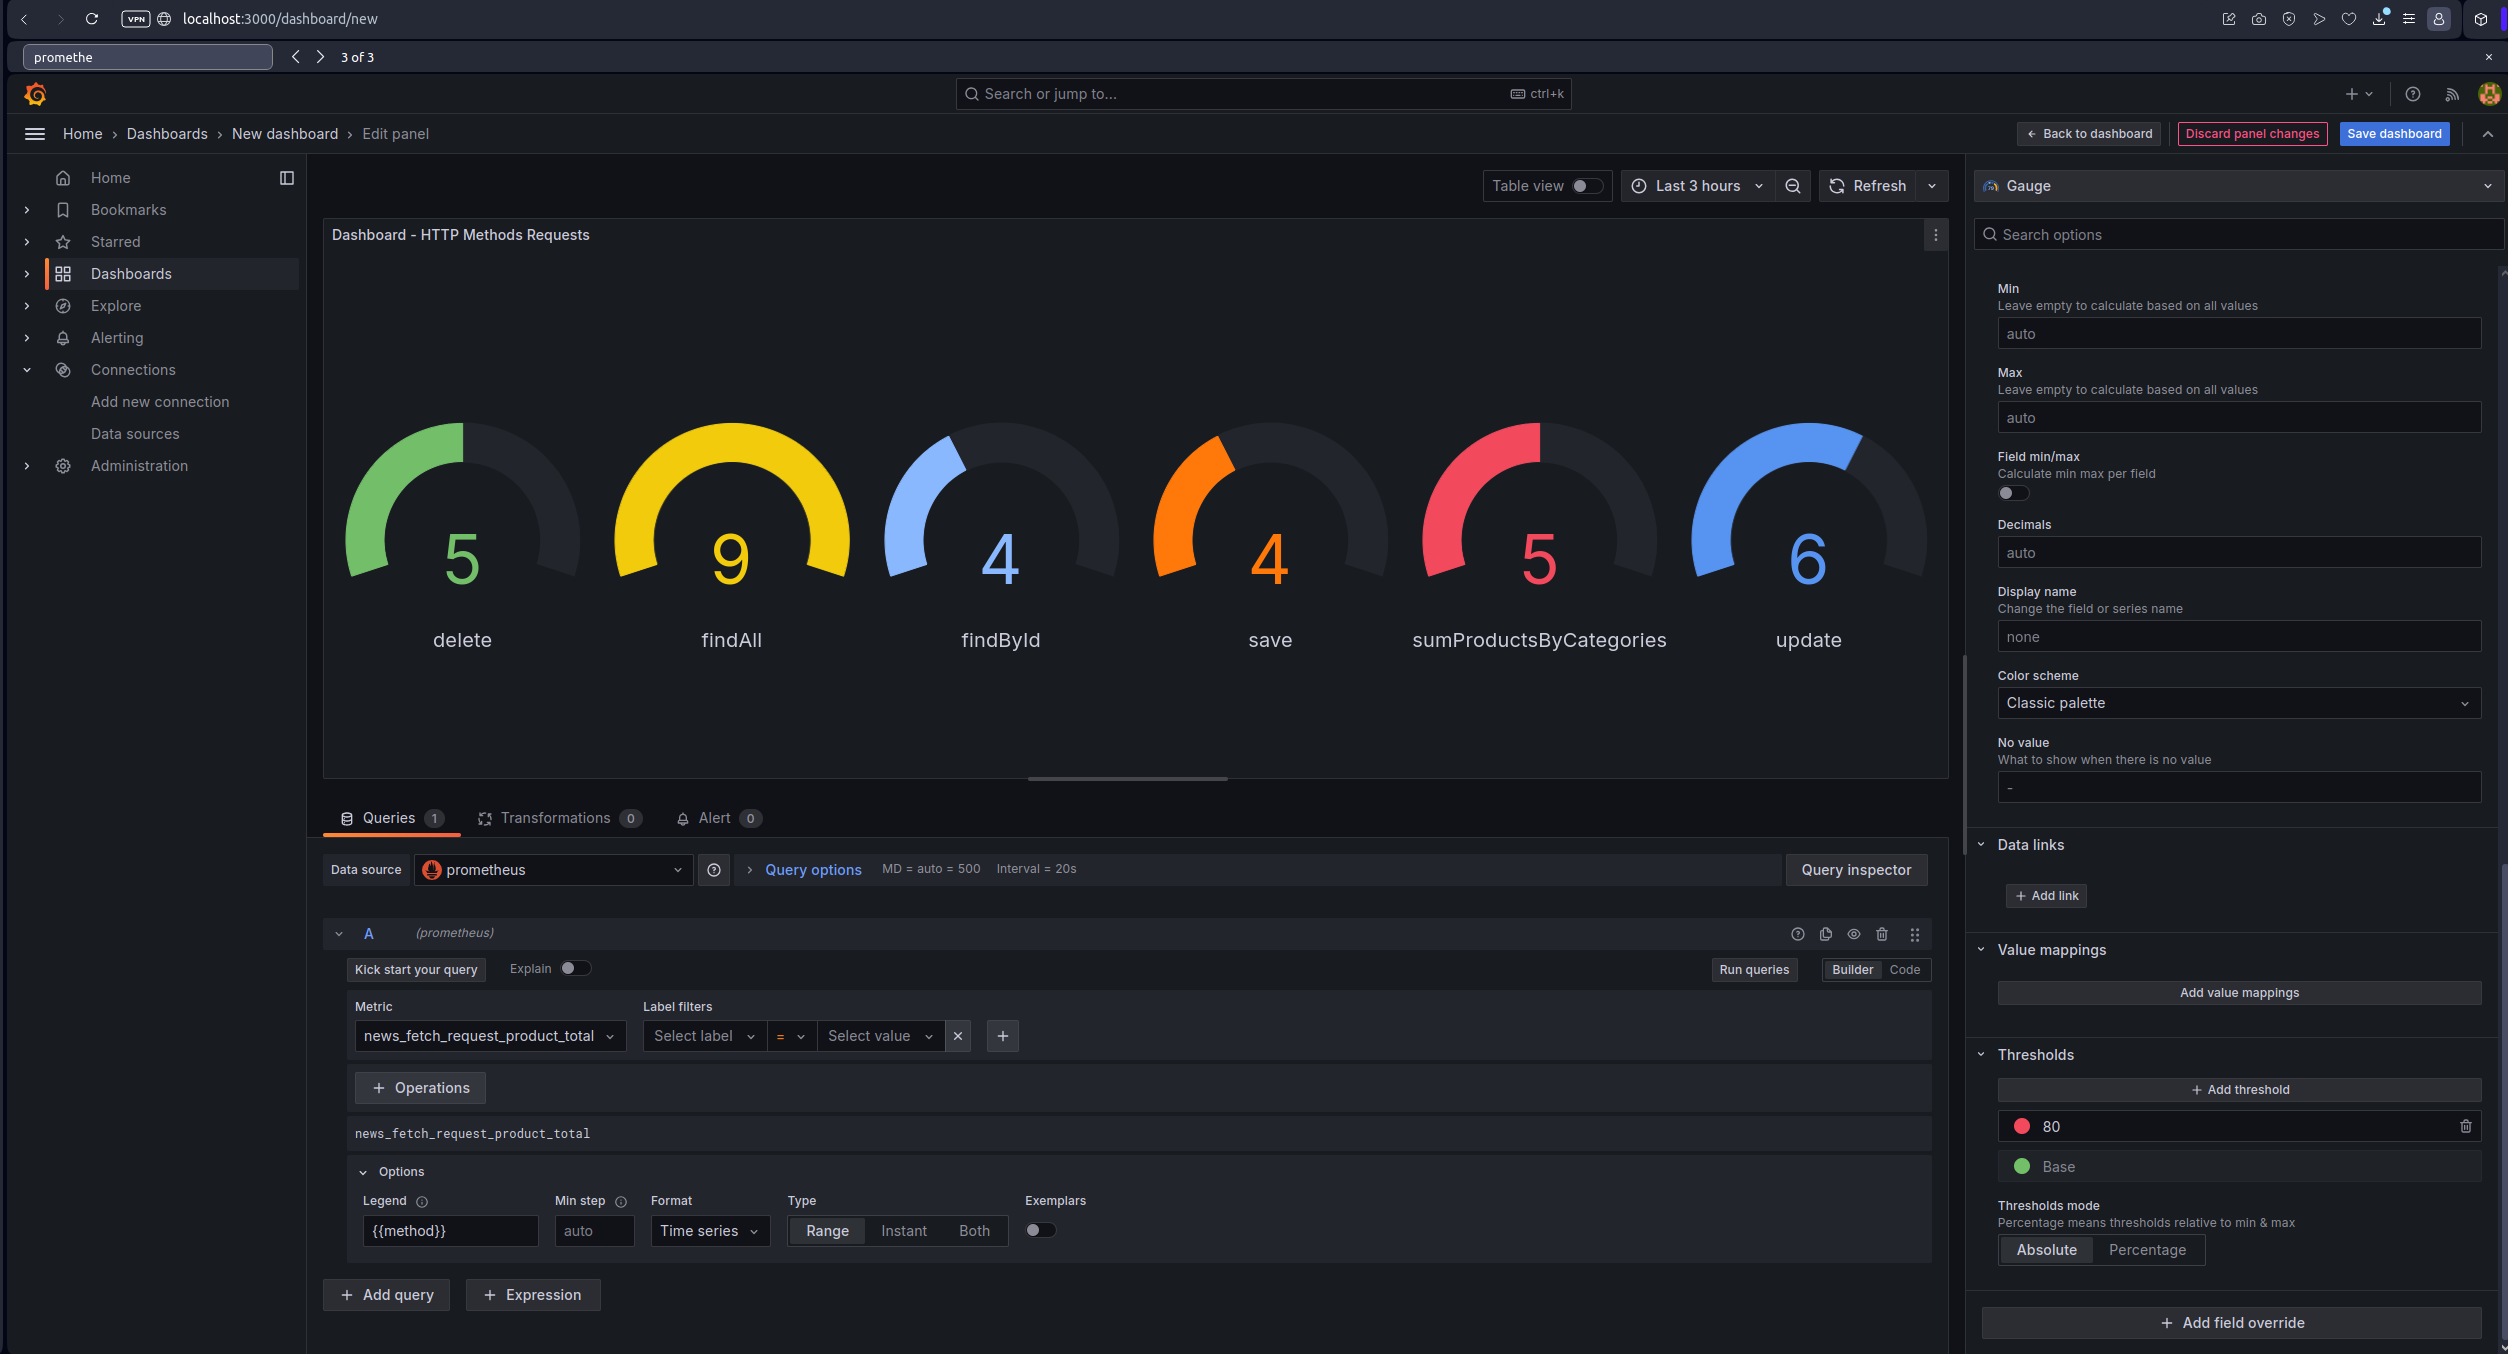 VPN localhost:3000/dashboard/new
promethe 3 of 3
Search or jump to... ctrl+k
Home › Dashboards › New dashboard › Edit panel
Back to dashboard Discard panel changes Save dashboard
Home
Bookmarks
Starred
Dashboards
Explore
Alerting
Connections
Add new connection
Data sources
Administration
Table view Last 3 hours Refresh
Dashboard - HTTP Methods Requests
5 9 4 4 5 6
delete findAll findById save sumProductsByCategories update
Queries 1 Transformations 0 Alert 0
Data source prometheus Query options MD = auto = 500 Interval = 20s Query inspector
A (prometheus)
Kick start your query Explain Run queries Builder Code
Metric Label filters
news_fetch_request_product_total Select label = Select value
Operations
news_fetch_request_product_total
Options
Legend Min step Format Type Exemplars
{{method}} auto Time series Range Instant Both
Add query Expression
Gauge
Search options
Min
Leave empty to calculate based on all values
auto
Max
Leave empty to calculate based on all values
auto
Field min/max
Calculate min max per field
Decimals
auto
Display name
Change the field or series name
none
Color scheme
Classic palette
No value
What to show when there is no value
-
Data links
Add link
Value mappings
Add value mappings
Thresholds
Add threshold
80
Base
Thresholds mode
Percentage means thresholds relative to min & max
Absolute Percentage
Add field override